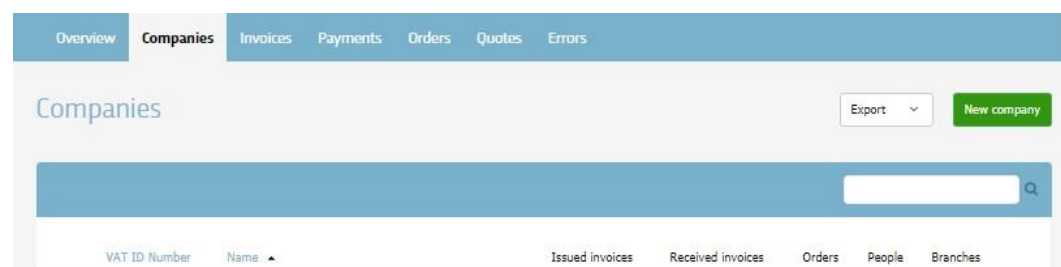 Overview Companies Invoices Payments Orders Quotes Errors
Companies Export New company
VAT ID Number Name Issued invoices Received invoices Orders People Branches